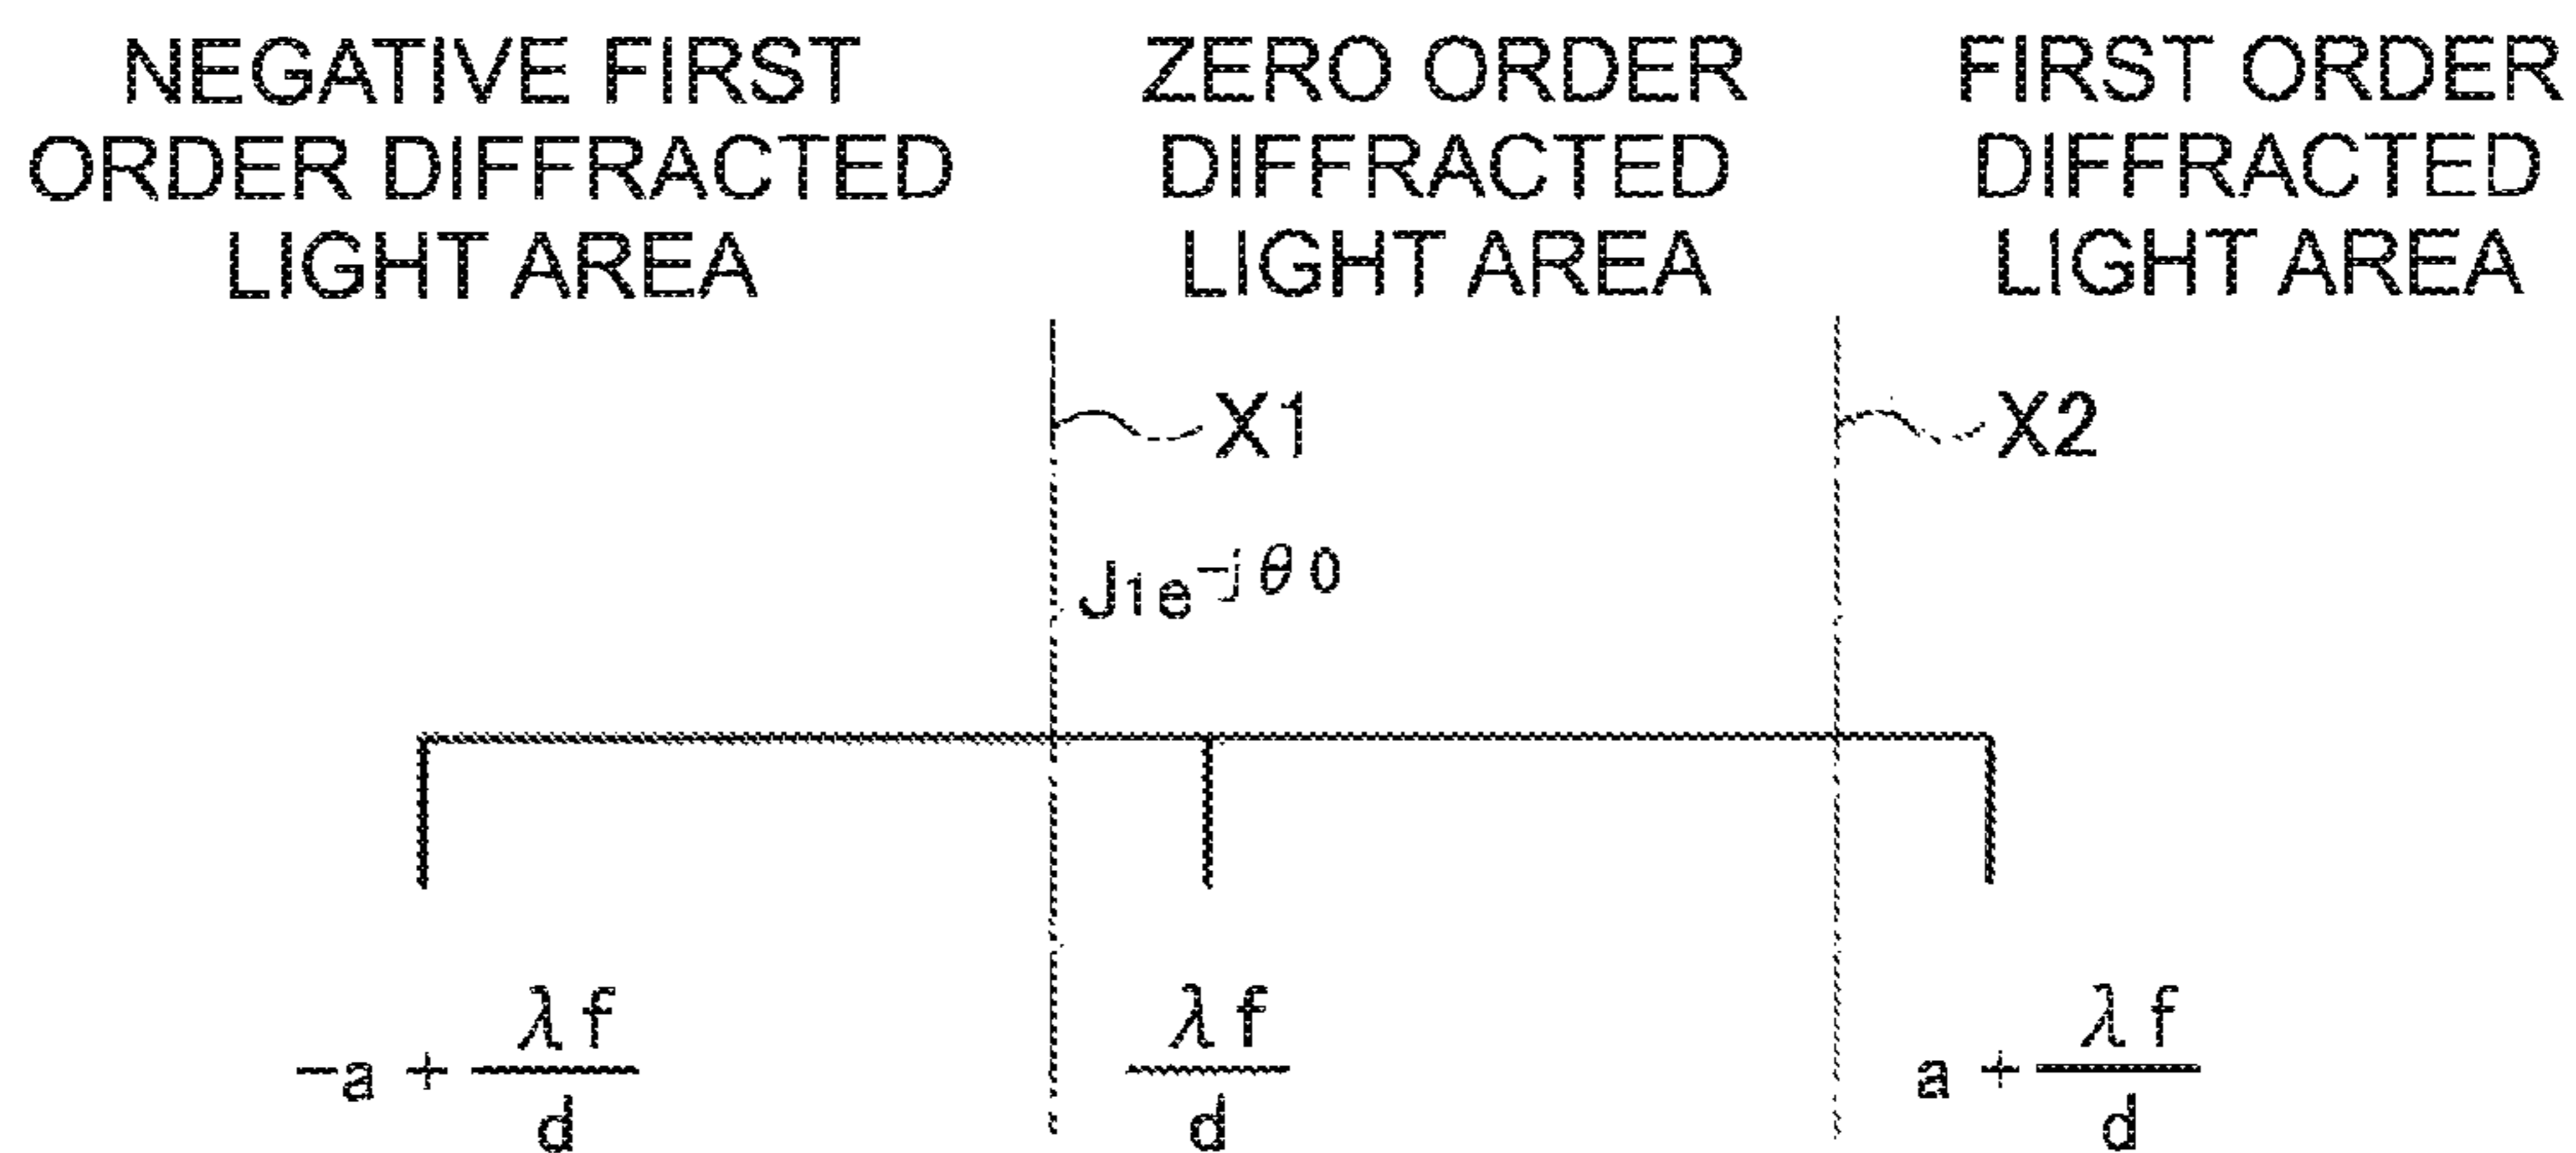 NEGATIVE FIRST
ORDER DIFFRACTED
LIGHT AREA
ZERO ORDER
DIFFRACTED
LIGHT AREA
FIRST ORDER
DIFFRACTED
LIGHT AREA
X1
X2
J1e^-jθ0
-a + λf/d
λf/d
a + λf/d